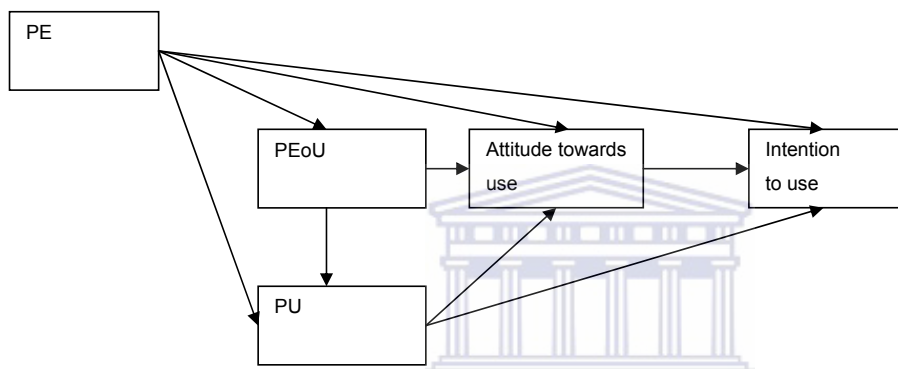 PE
PEoU
Attitude towards
use
Intention
to use
PU